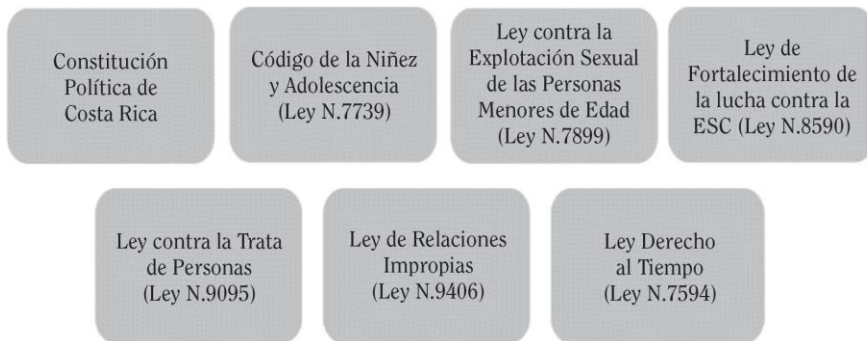 Constitución
Política de
Costa Rica
Código de la Niñez
y Adolescencia
(Ley N.7739)
Ley contra la
Explotación Sexual
de las Personas
Menores de Edad
(Ley N.7899)
Ley de
Fortalecimiento de
la lucha contra la
ESC (Ley N.8590)
Ley contra la Trata
de Personas
(Ley N.9095)
Ley de Relaciones
Impropias
(Ley N.9406)
Ley Derecho
al Tiempo
(Ley N.7594)